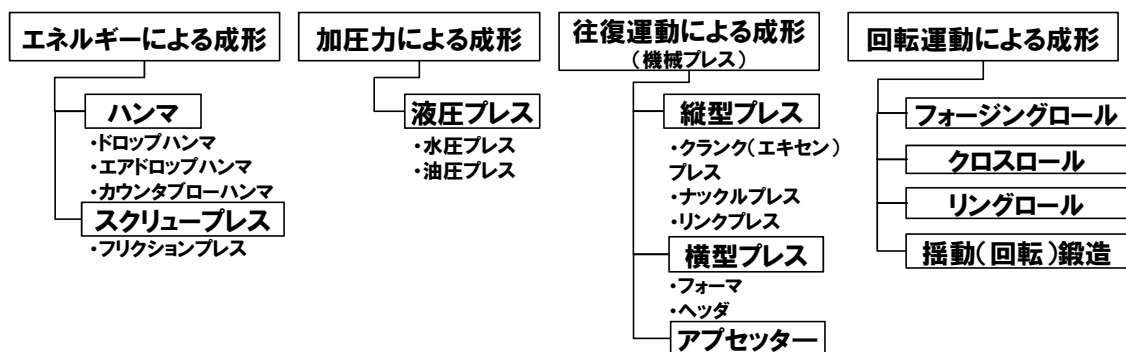 エネルギーによる成形
ハンマ
・ドロップハンマ
・エアドロップハンマ
・カウンタブローハンマ
スクリュープレス
・フリクションプレス
加圧力による成形
液圧プレス
・水圧プレス
・油圧プレス
往復運動による成形
（機械プレス）
縦型プレス
・クランク（エキセン）
プレス
・ナックルプレス
・リンクプレス
横型プレス
・フォーマ
・ヘッダ
アプセッター
回転運動による成形
フォージングロール
クロスロール
リングロール
揺動（回転）鍛造